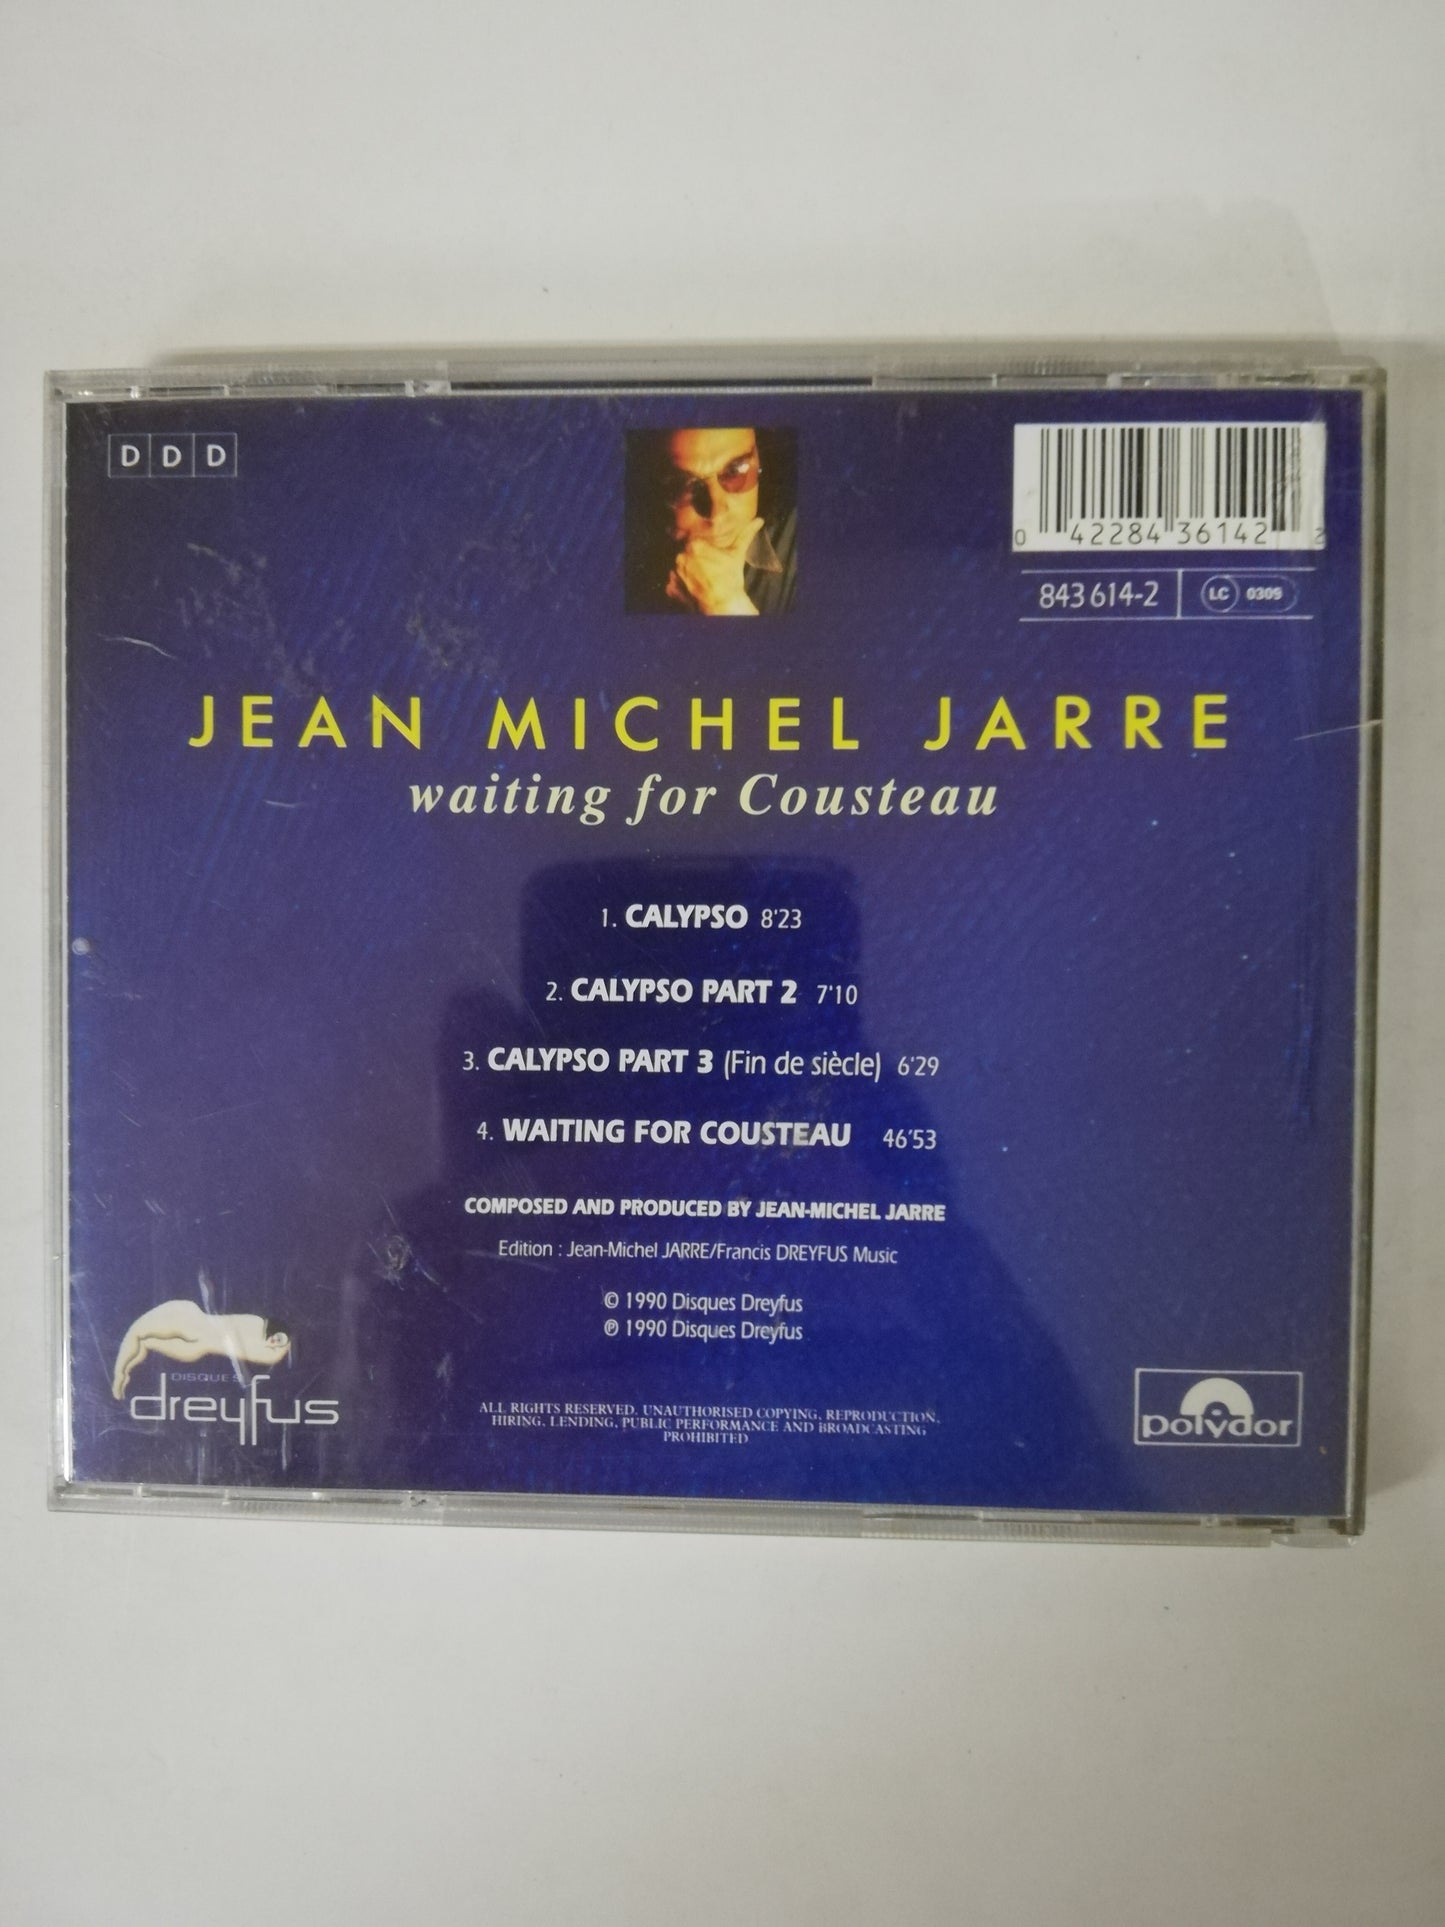 D D D
0 42284 36142 2
843 614-2 LC 0309
JEAN MICHEL JARRE
waiting for Cousteau
1. CALYPSO 8'23
2. CALYPSO PART 2 7'10
3. CALYPSO PART 3 (Fin de siècle) 6'29
4. WAITING FOR COUSTEAU 46'53
COMPOSED AND PRODUCED BY JEAN-MICHEL JARRE
Edition : Jean-Michel JARRE/Francis DREYFUS Music
© 1990 Disques Dreyfus
℗ 1990 Disques Dreyfus
DISQUES
dreyfus
ALL RIGHTS RESERVED. UNAUTHORISED COPYING, REPRODUCTION,
HIRING, LENDING, PUBLIC PERFORMANCE AND BROADCASTING
PROHIBITED
polydor